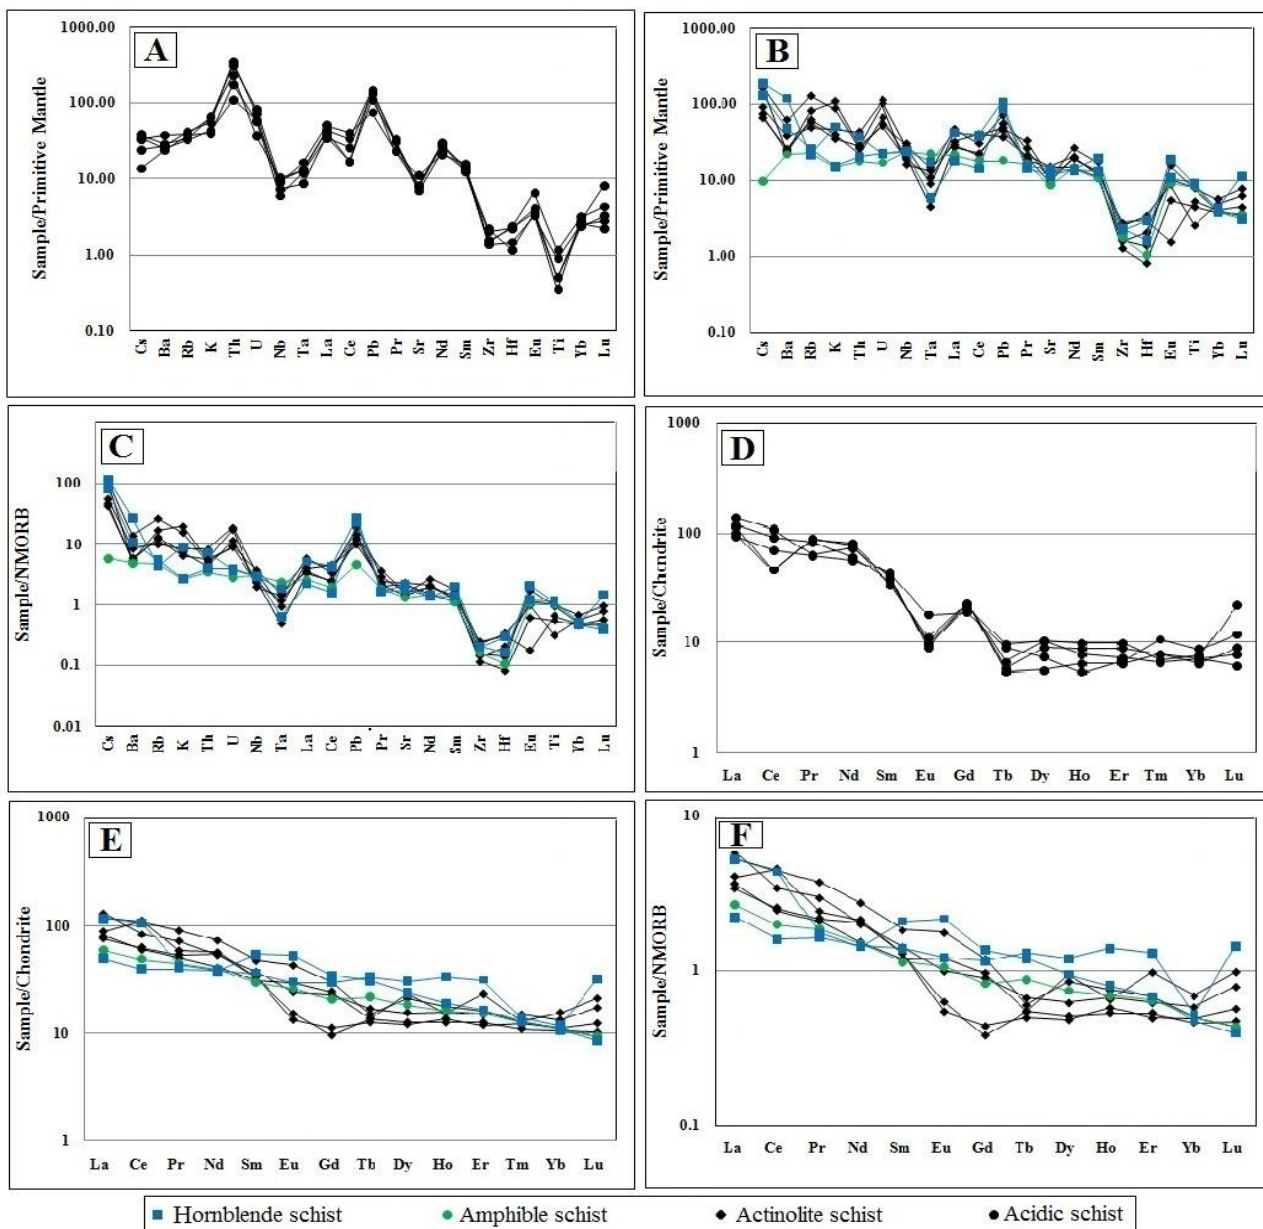 A
Sample/Primitive Mantle
1000.00
100.00
10.00
1.00
0.10
Cs Ba Rb K Th U Nb Ta La Ce Pb Pr Sr Nd Sm Zr Hf Eu Ti Yb Lu
B
Sample/Primitive Mantle
1000.00
100.00
10.00
1.00
0.10
Cs Ba Rb K Th U Nb Ta La Ce Pb Pr Sr Nd Sm Zr Hf Eu Ti Yb Lu
C
Sample/NMORB
100
10
1
0.1
0.01
Cs Ba Rb K Th U Nb Ta La Ce Pb Pr Sr Nd Sm Zr Hf Eu Ti Yb Lu
D
Sample/Chondrite
1000
100
10
1
La Ce Pr Nd Sm Eu Gd Tb Dy Ho Er Tm Yb Lu
E
Sample/Chondrite
1000
100
10
1
La Ce Pr Nd Sm Eu Gd Tb Dy Ho Er Tm Yb Lu
F
Sample/NMORB
10
1
0.1
La Ce Pr Nd Sm Eu Gd Tb Dy Ho Er Yb Lu
Hornblende schist Amphible schist Actinolite schist Acidic schist